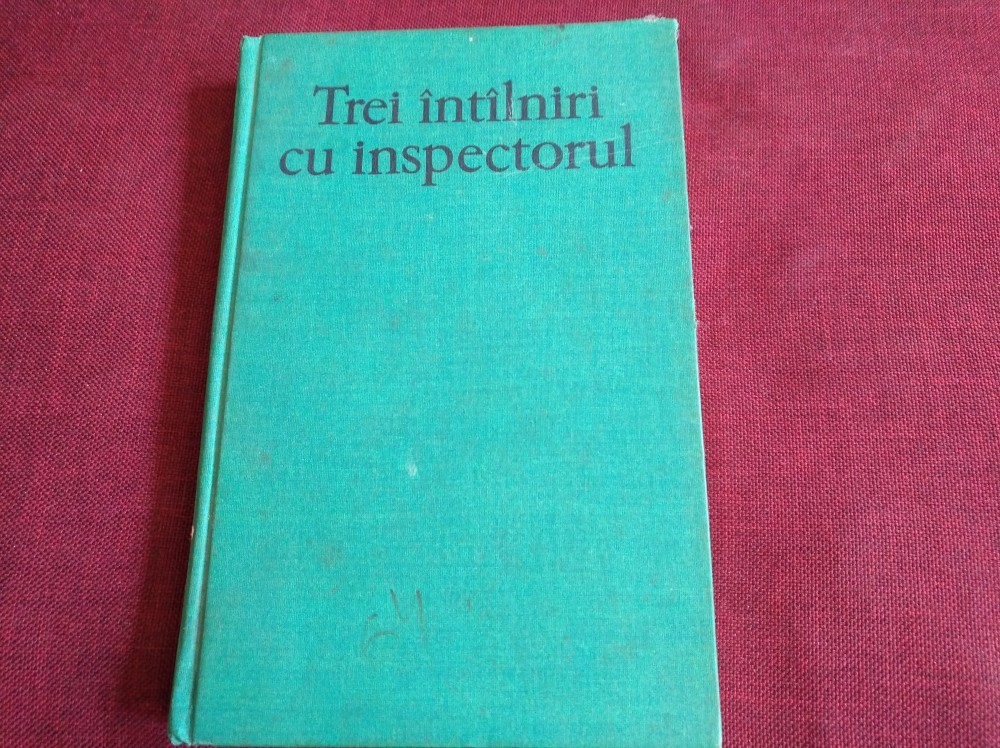 Trei întîlniri
cu inspectorul